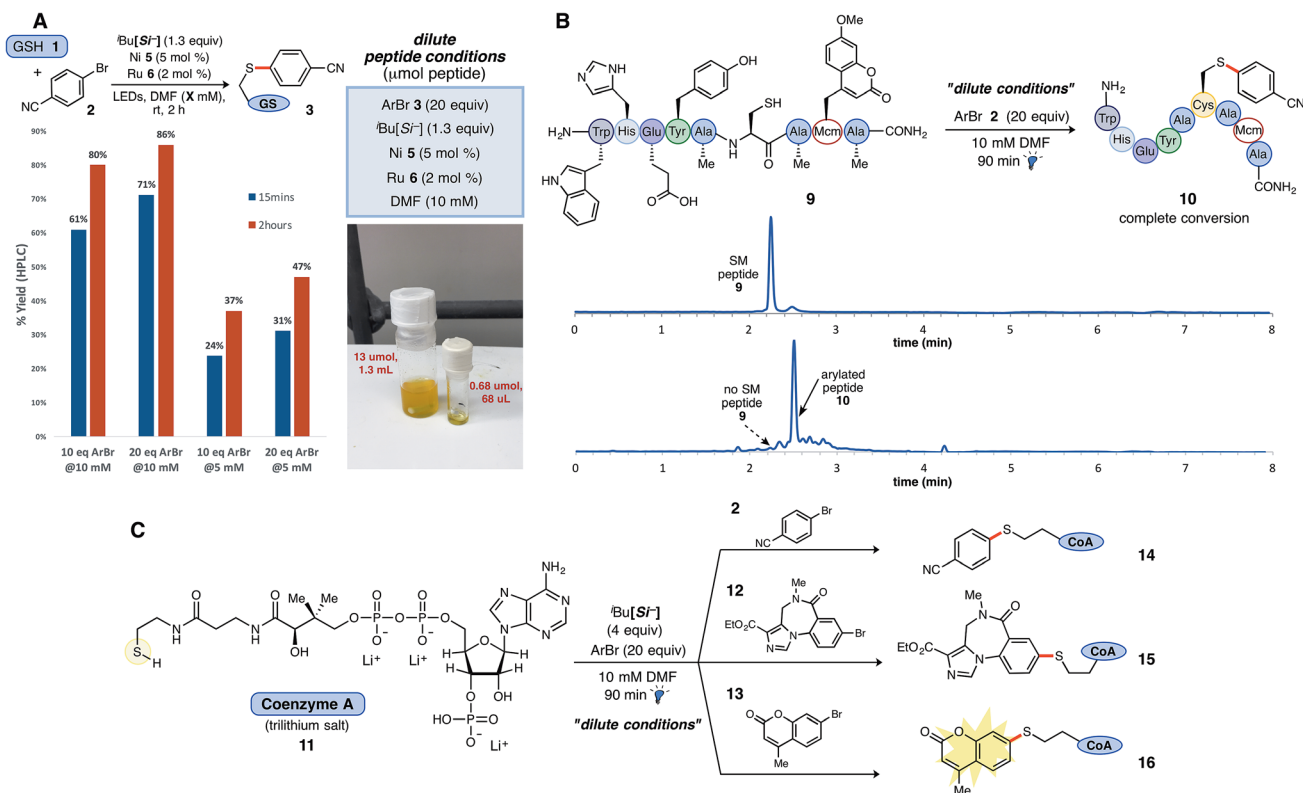 A
GSH 1
+
Br
NC
2
iBu[Si–] (1.3 equiv)
Ni 5 (5 mol %)
Ru 6 (2 mol %)
LEDs, DMF (X mM),
rt, 2 h
S
CN
GS
3
% Yield (HPLC)
90%
80%
70%
60%
50%
40%
30%
20%
10%
0%
61%
80%
71%
86%
24%
37%
31%
47%
15mins
2hours
10 eq ArBr
@10 mM
20 eq ArBr
@10 mM
10 eq ArBr
@5 mM
20 eq ArBr
@5 mM
dilute
peptide conditions
(μmol peptide)
ArBr 3 (20 equiv)
iBu[Si–] (1.3 equiv)
Ni 5 (5 mol %)
Ru 6 (2 mol %)
DMF (10 mM)
13 umol,
1.3 mL
0.68 umol,
68 uL
B
OMe
N
NH
OH
SH
O
O
H2N
Trp
His
Glu
Tyr
Ala
N
H
O
Ala
Mcm
Ala
CONH2
Me
Me
Me
HN
O
OH
9
"dilute conditions"
ArBr 2 (20 equiv)
10 mM DMF
90 min
NH2
Trp
His
Glu
Tyr
Ala
Cys
S
CN
Ala
Mcm
Ala
CONH2
10
complete conversion
SM
peptide
9
0 1 2 3 4 5 6 7 8
time (min)
no SM
peptide
9
arylated
peptide
10
0 1 2 3 4 5 6 7 8
time (min)
C
S
H
N
H
O
N
H
O
OH
Me
Me
O
P
O
O–
O
P
O
O–
O
Li+
Li+
NH2
N
N
N
N
O
H
H
H
H
O
OH
HO
P
O
O–
Li+
Coenzyme A
(trilithium salt)
11
iBu[Si–]
(4 equiv)
ArBr (20 equiv)
10 mM DMF
90 min
"dilute conditions"
2
Br
NC
12
Me
N
O
EtO2C
N
N
Br
13
O
O
Br
Me
NC
S
CoA
14
Me
N
O
EtO2C
N
N
S
CoA
15
O
O
S
CoA
Me
16